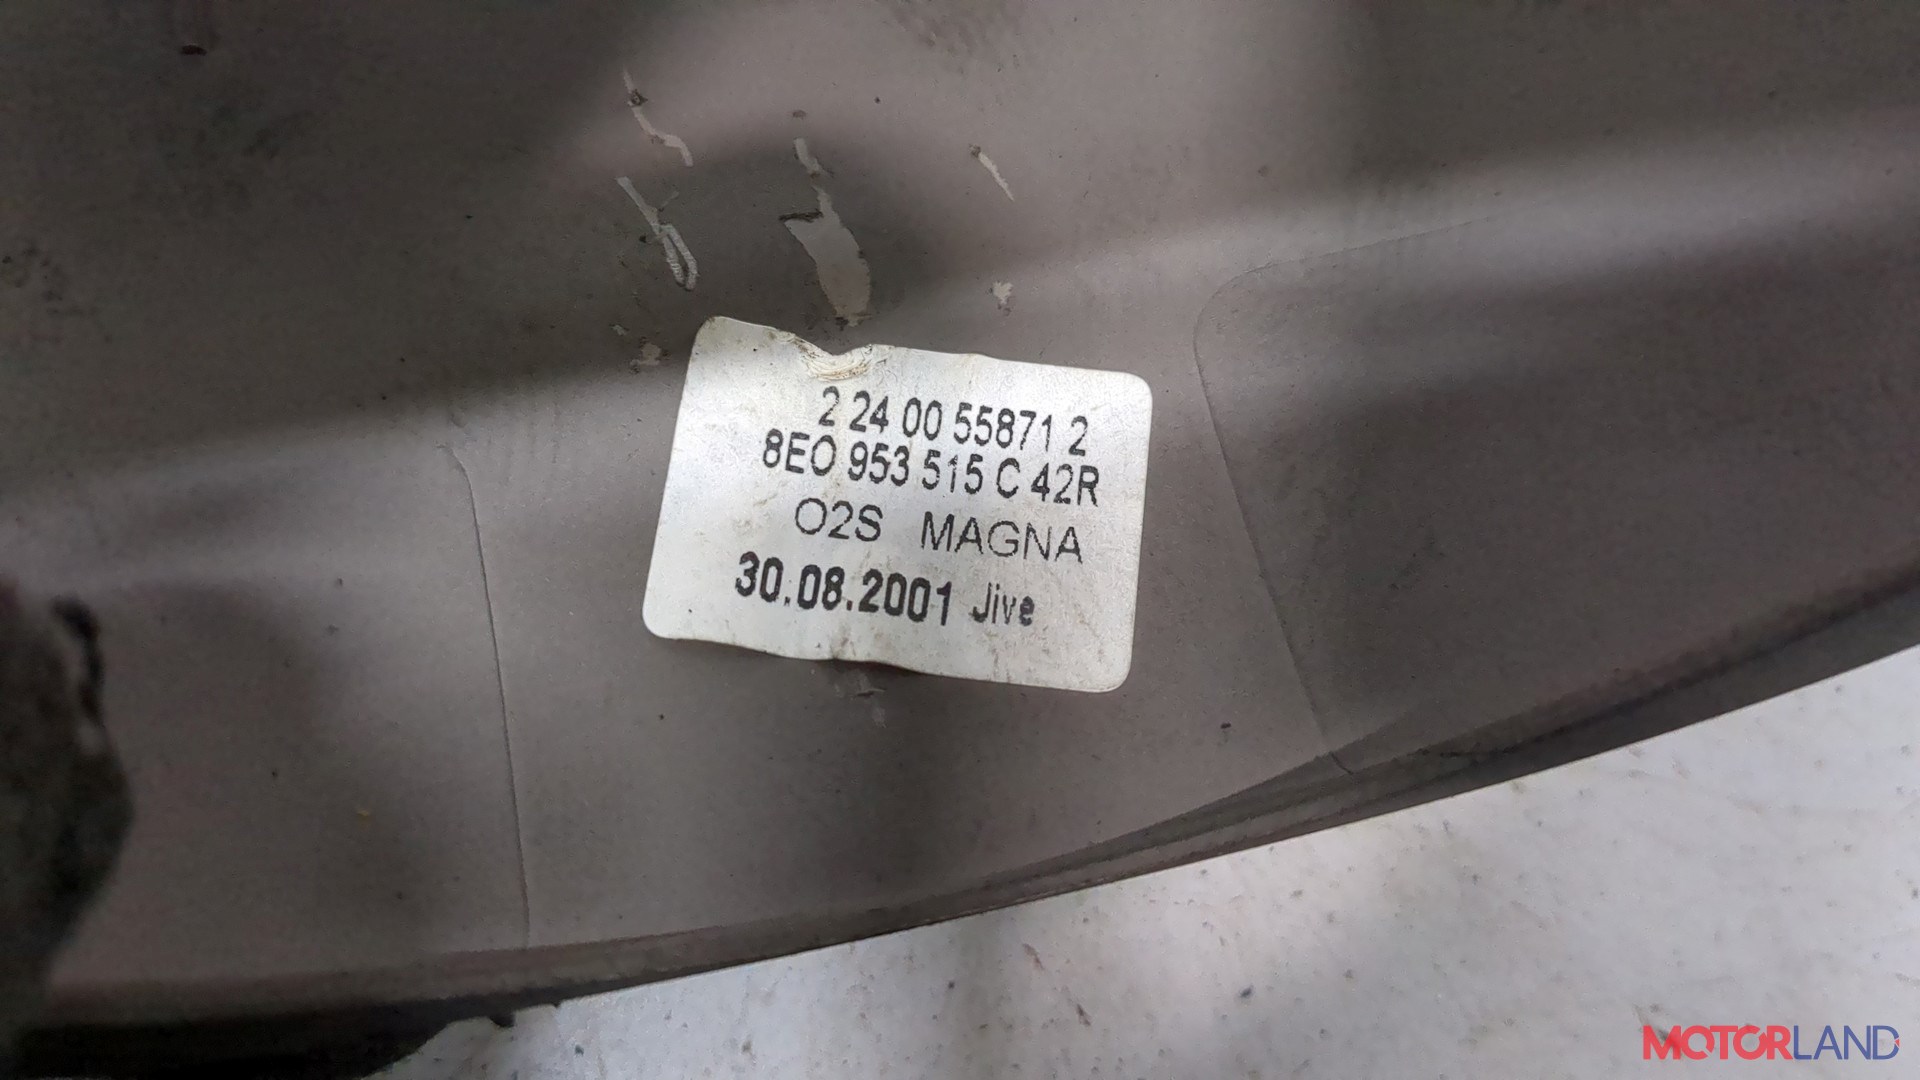 2 24 00 55871 2
8E0 953 515 C 42R
O2S MAGNA
30.08.2001 Jive
MOTORLAND